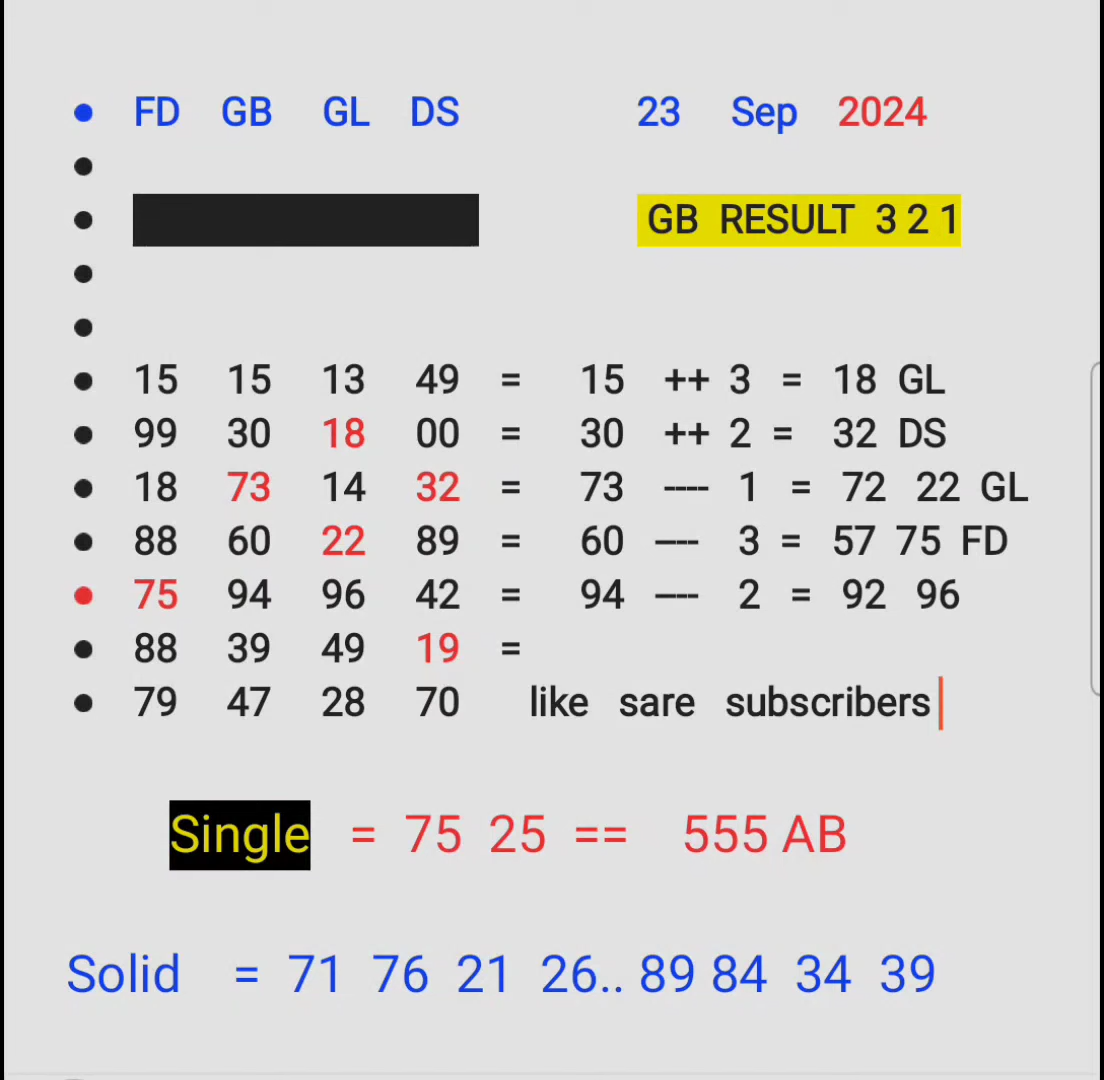 FD GB GL DS 23 Sep 2024
GB RESULT 3 2 1
15 15 13 49 = 15 ++ 3 = 18 GL
99 30 18 00 = 30 ++ 2 = 32 DS
18 73 14 32 = 73 ---- 1 = 72 22 GL
88 60 22 89 = 60 ---- 3 = 57 75 FD
75 94 96 42 = 94 ---- 2 = 92 96
88 39 49 19 =
79 47 28 70 like sare subscribers
Single = 75 25 == 555 AB
Solid = 71 76 21 26.. 89 84 34 39